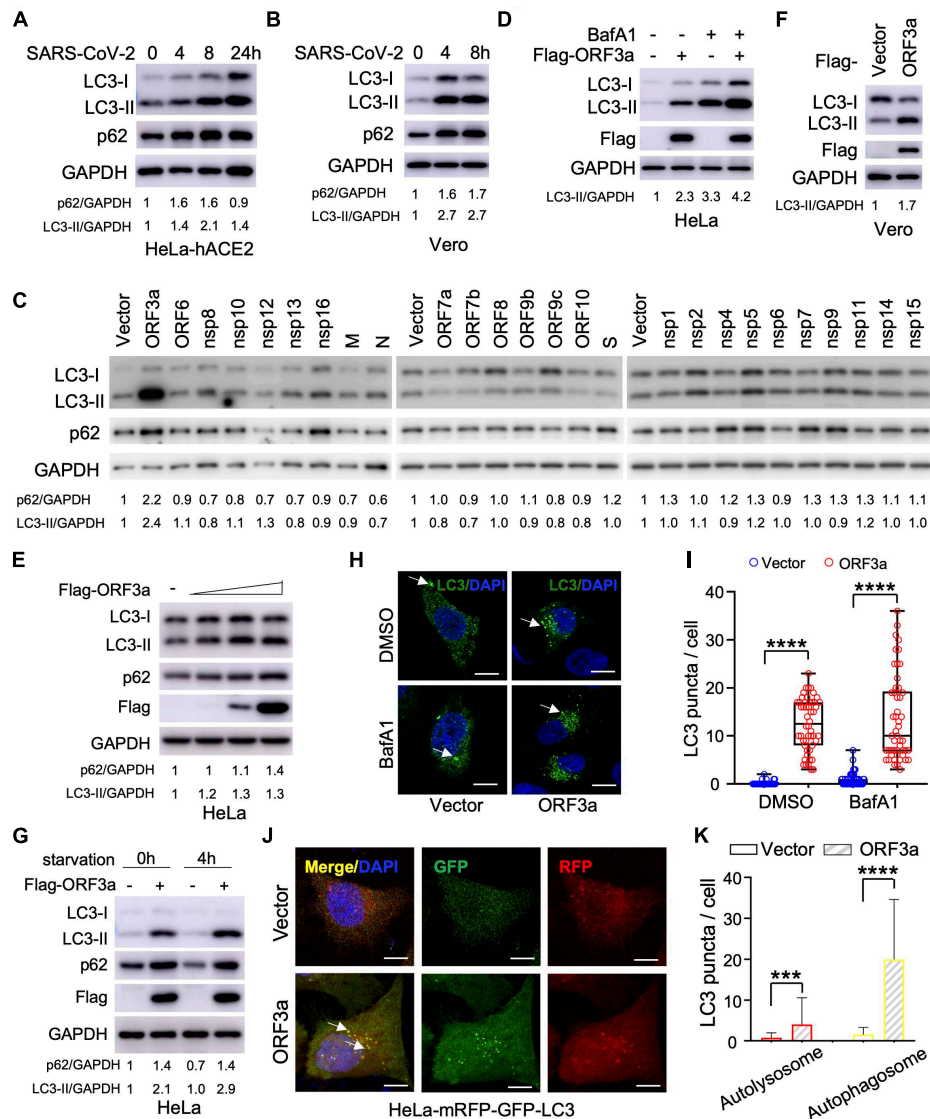 A
SARS-CoV-2 0 4 8 24h
LC3-I
LC3-II
p62
GAPDH
p62/GAPDH 1 1.6 1.6 0.9
LC3-II/GAPDH 1 1.4 2.1 1.4
HeLa-hACE2
B
SARS-CoV-2 0 4 8h
p62/GAPDH 1 1.6 1.7
LC3-II/GAPDH 1 2.7 2.7
Vero
D
BafA1 - - + +
Flag-ORF3a - + - +
LC3-I
LC3-II
Flag
GAPDH
LC3-II/GAPDH 1 2.3 3.3 4.2
HeLa
F
Flag- Vector ORF3a
LC3-I
LC3-II
Flag
GAPDH
LC3-II/GAPDH 1 1.7
Vero
C
Vector ORF3a ORF6 nsp8 nsp10 nsp12 nsp13 nsp16 M N Vector ORF7a ORF7b ORF8 ORF9b ORF9c ORF10 S Vector nsp1 nsp2 nsp4 nsp5 nsp6 nsp7 nsp9 nsp11 nsp14 nsp15
LC3-I
LC3-II
p62
GAPDH
p62/GAPDH 1 2.2 0.9 0.7 0.8 0.7 0.7 0.9 0.7 0.6 1 1.0 0.9 1.0 1.1 0.8 0.9 1.2 1 1.3 1.0 1.2 1.3 0.9 1.3 1.3 1.3 1.1 1.1
LC3-II/GAPDH 1 2.4 1.1 0.8 1.1 1.3 0.8 0.9 0.9 0.7 1 0.8 0.7 1.0 0.9 0.8 0.8 1.0 1 1.0 1.1 0.9 1.2 1.0 1.0 0.9 1.2 1.0 1.0
E
Flag-ORF3a -
LC3-I
LC3-II
p62
Flag
GAPDH
p62/GAPDH 1 1 1.1 1.4
LC3-II/GAPDH 1 1.2 1.3 1.3
HeLa
H
LC3/DAPI LC3/DAPI
DMSO
BafA1
Vector ORF3a
I
Vector ORF3a
LC3 puncta / cell
40
30
20
10
0
**** ****
DMSO BafA1
G
starvation 0h 4h
Flag-ORF3a - + - +
LC3-I
LC3-II
p62
Flag
GAPDH
p62/GAPDH 1 1.4 0.7 1.4
LC3-II/GAPDH 1 2.1 1.0 2.9
HeLa
J
Merge/DAPI GFP RFP
Vector
ORF3a
HeLa-mRFP-GFP-LC3
K
Vector ORF3a
LC3 puncta / cell
40
30
20
10
0
*** ****
Autolysosome Autophagosome